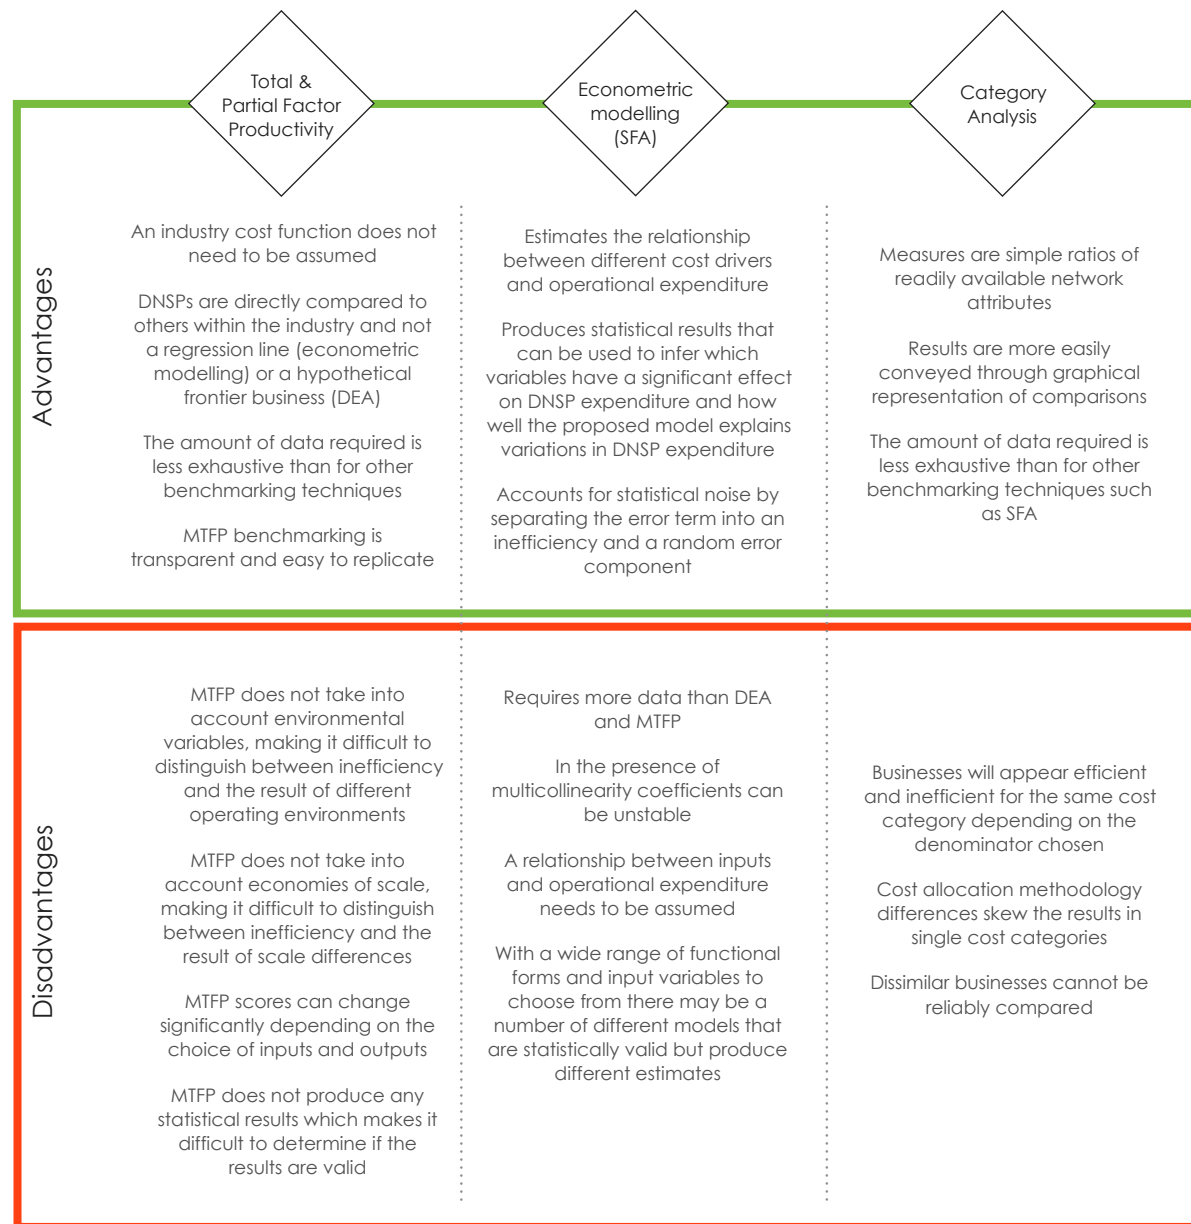 Total &
Partial Factor
Productivity
Econometric
modelling
(SFA)
Category
Analysis
Advantages
An industry cost function does not
need to be assumed
DNSPs are directly compared to
others within the industry and not
a regression line (econometric
modelling) or a hypothetical
frontier business (DEA)
The amount of data required is
less exhaustive than for other
benchmarking techniques
MTFP benchmarking is
transparent and easy to replicate
Estimates the relationship
between different cost drivers
and operational expenditure
Produces statistical results that
can be used to infer which
variables have a significant effect
on DNSP expenditure and how
well the proposed model explains
variations in DNSP expenditure
Accounts for statistical noise by
separating the error term into an
inefficiency and a random error
component
Measures are simple ratios of
readily available network
attributes
Results are more easily
conveyed through graphical
representation of comparisons
The amount of data required is
less exhaustive than for other
benchmarking techniques such
as SFA
Disadvantages
MTFP does not take into
account environmental
variables, making it difficult to
distinguish between inefficiency
and the result of different
operating environments
MTFP does not take into
account economies of scale,
making it difficult to distinguish
between inefficiency and the
result of scale differences
MTFP scores can change
significantly depending on the
choice of inputs and outputs
MTFP does not produce any
statistical results which makes it
difficult to determine if the
results are valid
Requires more data than DEA
and MTFP
In the presence of
multicollinearity coefficients can
be unstable
A relationship between inputs
and operational expenditure
needs to be assumed
With a wide range of functional
forms and input variables to
choose from there may be a
number of different models that
are statistically valid but produce
different estimates
Businesses will appear efficient
and inefficient for the same cost
category depending on the
denominator chosen
Cost allocation methodology
differences skew the results in
single cost categories
Dissimilar businesses cannot be
reliably compared